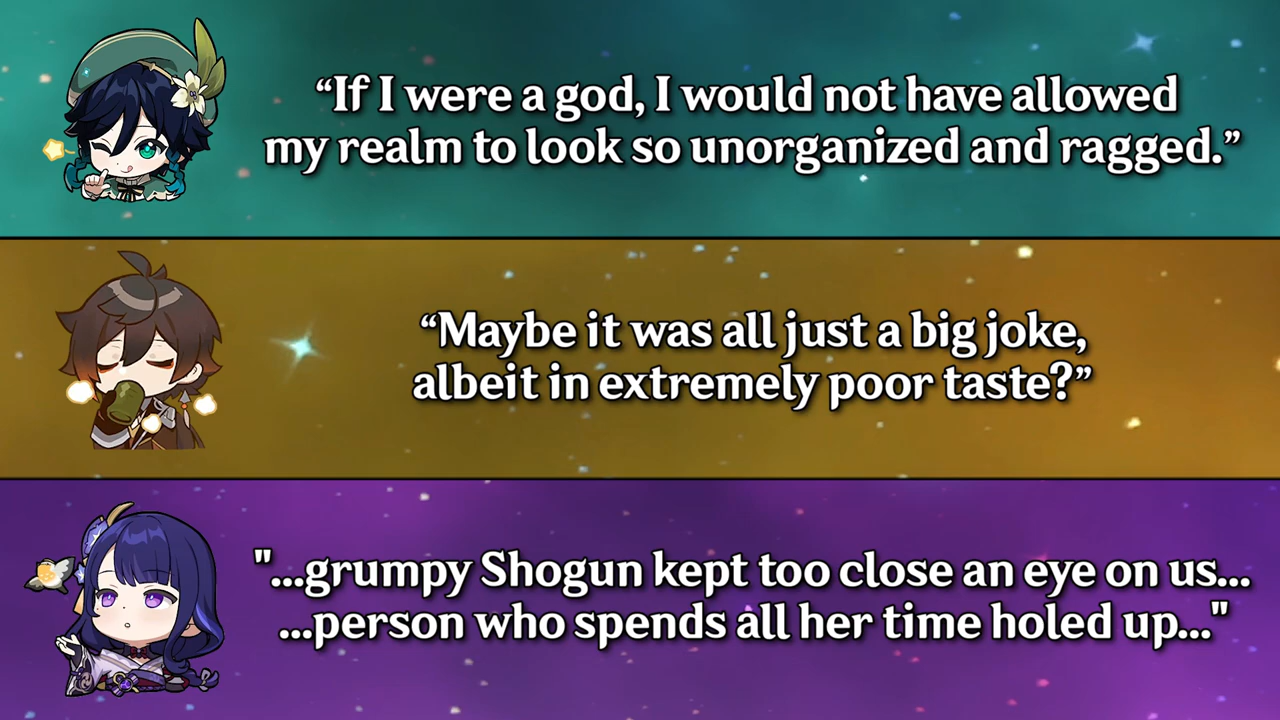 “If I were a god, I would not have allowed
my realm to look so unorganized and ragged.”
“Maybe it was all just a big joke,
albeit in extremely poor taste?”
"...grumpy Shogun kept too close an eye on us...
...person who spends all her time holed up..."